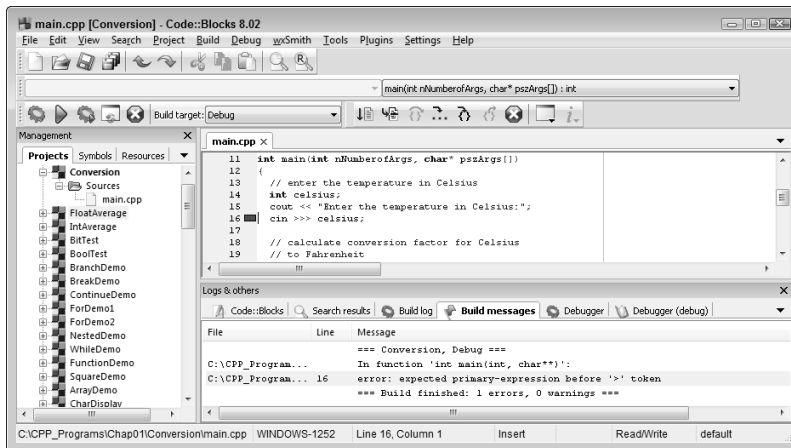 main.cpp [Conversion] - Code::Blocks 8.02
File Edit View Search Project Build Debug wxSmith Tools Plugins Settings Help
main(int nNumberofArgs, char* pszArgs[]) : int
Build target: Debug
Management
Projects Symbols Resources
Conversion
Sources
main.cpp
FloatAverage
IntAverage
BitTest
BoolTest
BranchDemo
BreakDemo
ContinueDemo
ForDemo1
ForDemo2
NestedDemo
WhileDemo
FunctionDemo
SquareDemo
ArrayDemo
CharDisplay
main.cpp
11 int main(int nNumberofArgs, char* pszArgs[])
12 {
13 // enter the temperature in Celsius
14 int celsius;
15 cout << "Enter the temperature in Celsius:";
16 cin >>> celsius;
17
18 // calculate conversion factor for Celsius
19 // to Fahrenheit
Logs & others
Code::Blocks Search results Build log Build messages Debugger Debugger (debug)
File Line Message
=== Conversion, Debug ===
C:\CPP_Program... In function 'int main(int, char**)':
C:\CPP_Program... 16 error: expected primary-expression before '>' token
=== Build finished: 1 errors, 0 warnings ===
C:\CPP_Programs\Chap01\Conversion\main.cpp WINDOWS-1252 Line 16, Column 1 Insert Read/Write default